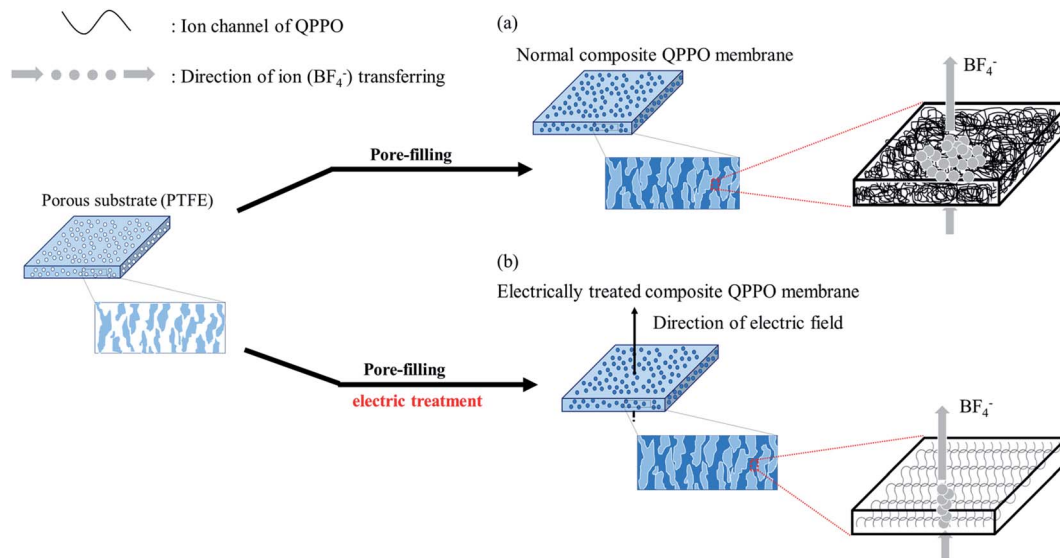 : Ion channel of QPPO
: Direction of ion (BF₄⁻) transferring
(a)
Normal composite QPPO membrane
BF₄⁻
Pore-filling
Porous substrate (PTFE)
(b)
Electrically treated composite QPPO membrane
Direction of electric field
Pore-filling
electric treatment
BF₄⁻